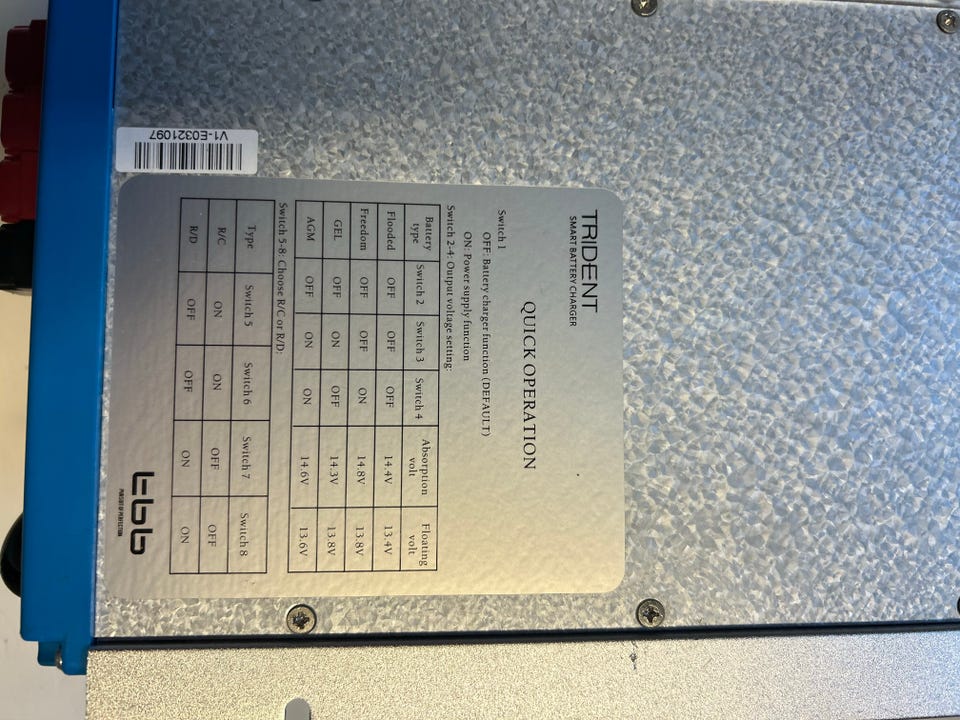 TRIDENT
SMART BATTERY CHARGER
QUICK OPERATION
Switch 1
OFF: Battery charger function (DEFAULT)
ON: Power supply function
Switch 2-4: Output voltage setting:
Battery type Switch 2 Switch 3 Switch 4 Absorption volt Floating volt
Flooded OFF OFF OFF 14.4V 13.4V
Freedom OFF OFF ON 14.8V 13.8V
GEL OFF ON OFF 14.3V 13.8V
AGM OFF ON ON 14.6V 13.6V
Switch 5-8: Choose R/C or R/D:
Type Switch 5 Switch 6 Switch 7 Switch 8
R/C ON ON OFF OFF
R/D OFF OFF ON ON
tbb
PURSUIT OF PERFECTION
V1-E0321097